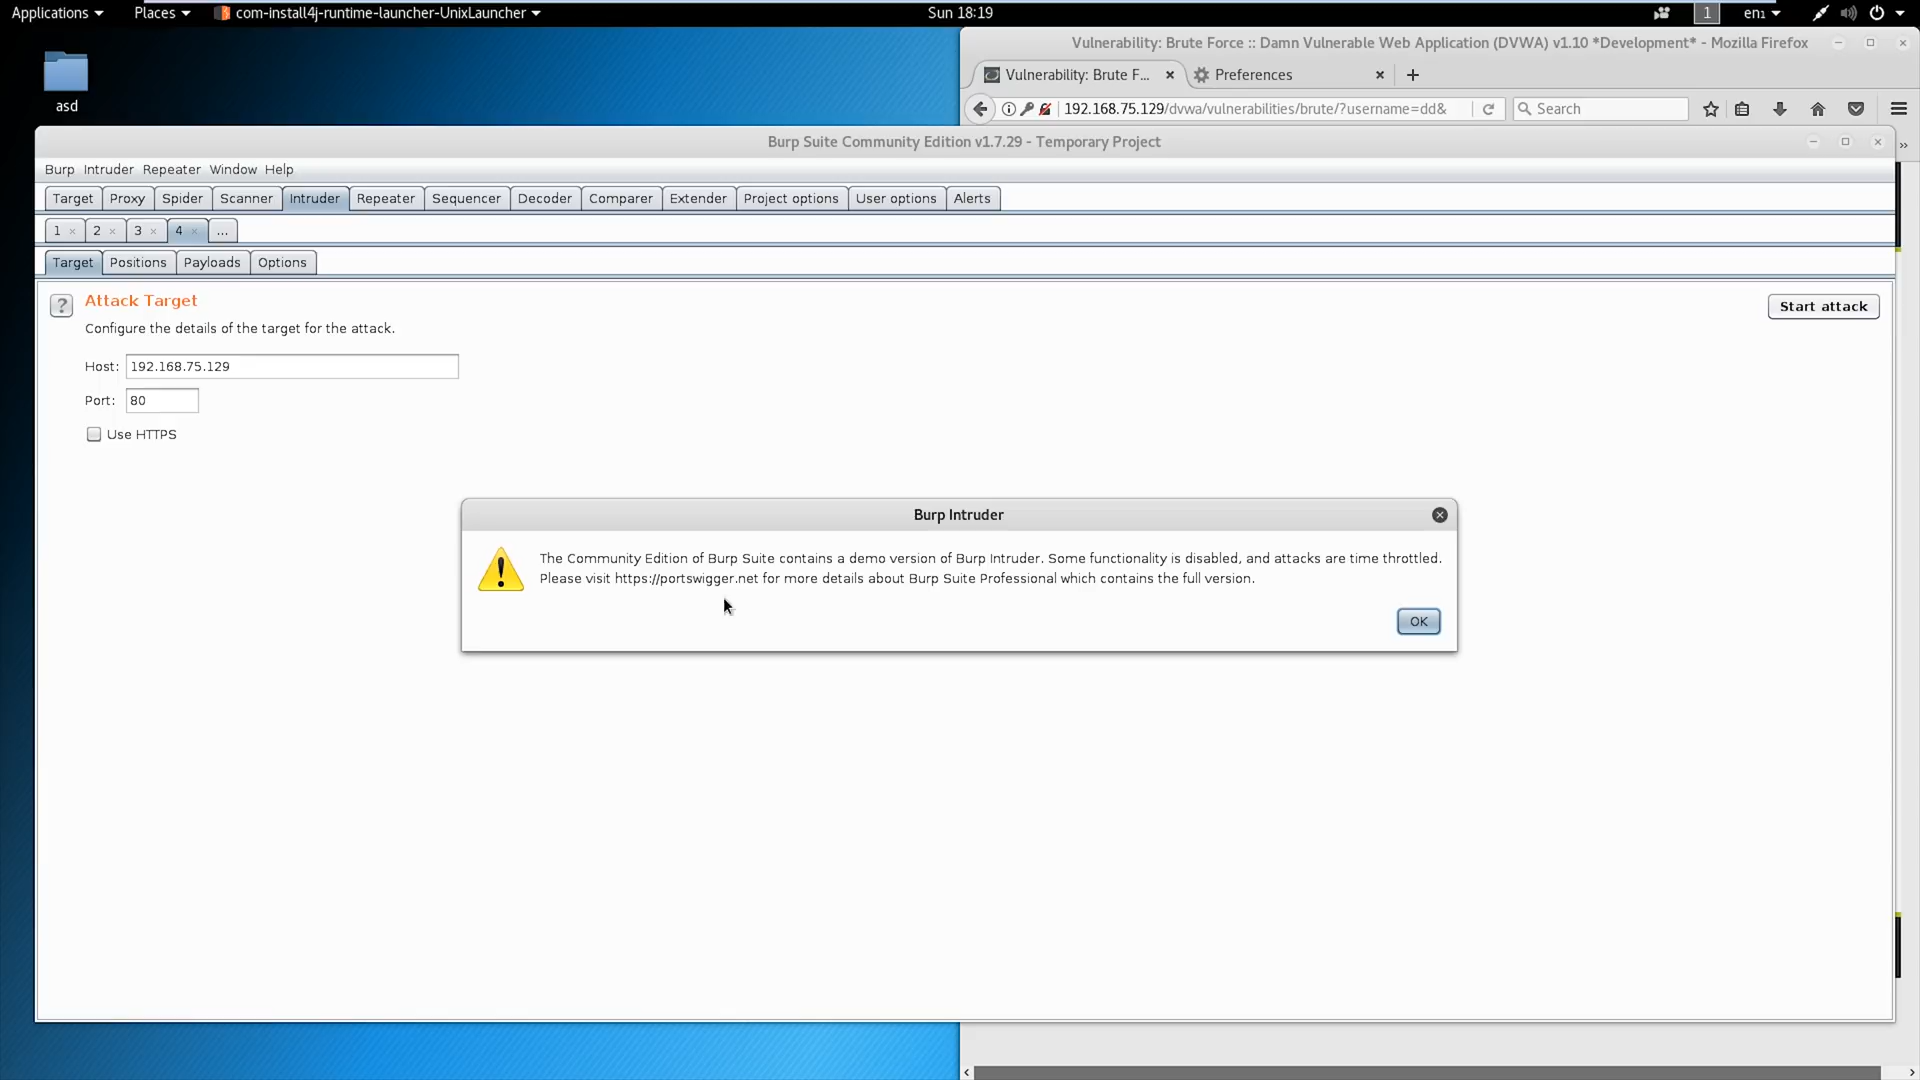 Applications Places com-install4j-runtime-launcher-UnixLauncher Sun 18:19 1 en₁
asd
Vulnerability: Brute Force :: Damn Vulnerable Web Application (DVWA) v1.10 *Development* - Mozilla Firefox
Vulnerability: Brute F... Preferences
192.168.75.129/dvwa/vulnerabilities/brute/?username=dd& Search
Burp Suite Community Edition v1.7.29 - Temporary Project
Burp Intruder Repeater Window Help
Target Proxy Spider Scanner Intruder Repeater Sequencer Decoder Comparer Extender Project options User options Alerts
1 × 2 × 3 × 4 × ...
Target Positions Payloads Options
? Attack Target
Start attack
Configure the details of the target for the attack.
Host: 192.168.75.129
Port: 80
Use HTTPS
Burp Intruder
The Community Edition of Burp Suite contains a demo version of Burp Intruder. Some functionality is disabled, and attacks are time throttled.
Please visit https://portswigger.net for more details about Burp Suite Professional which contains the full version.
OK